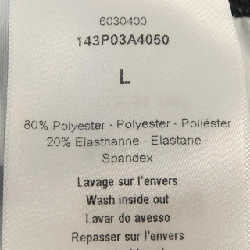 6030400
143P03A4050
L
80% Polyester - Polyester - Poliéster
20% Elasthanne - Elastane
Spandex
Lavage sur l'envers
Wash inside out
Lavar do avesso
Repasser sur l'envers